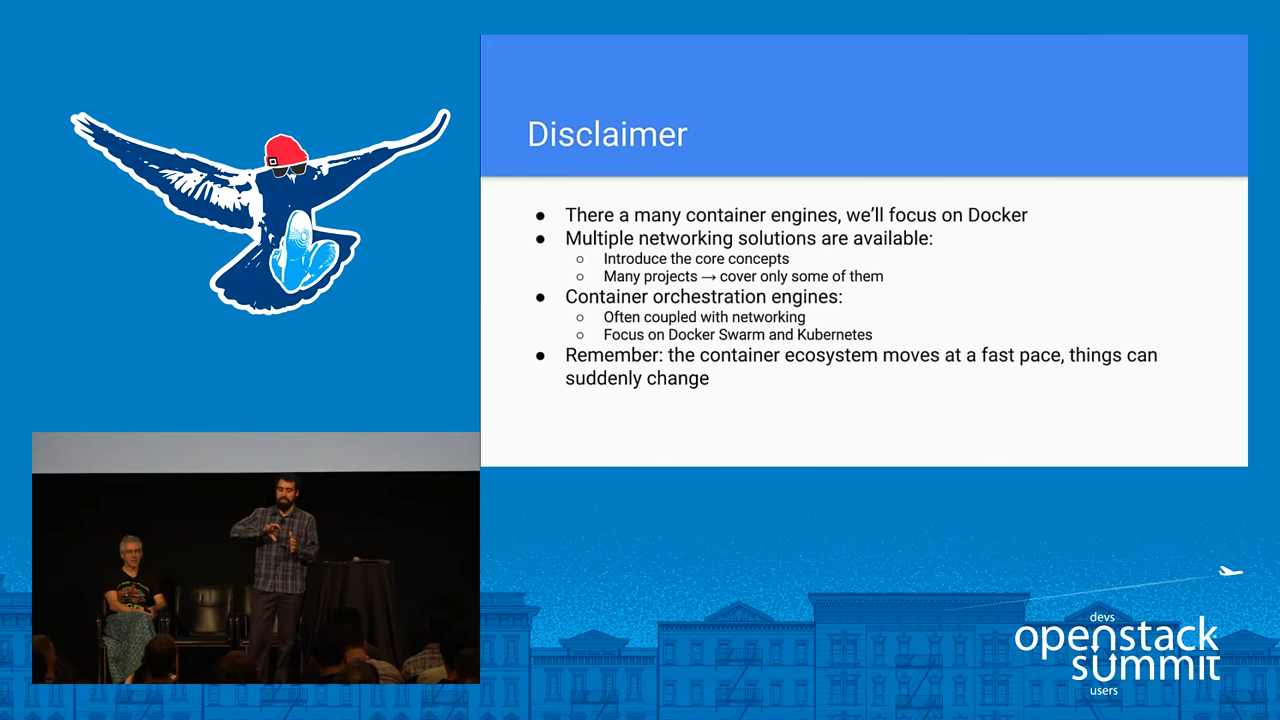 Disclaimer
● There a many container engines, we’ll focus on Docker
● Multiple networking solutions are available:
○ Introduce the core concepts
○ Many projects → cover only some of them
● Container orchestration engines:
○ Often coupled with networking
○ Focus on Docker Swarm and Kubernetes
● Remember: the container ecosystem moves at a fast pace, things can
suddenly change
devs
openstack
summit
users